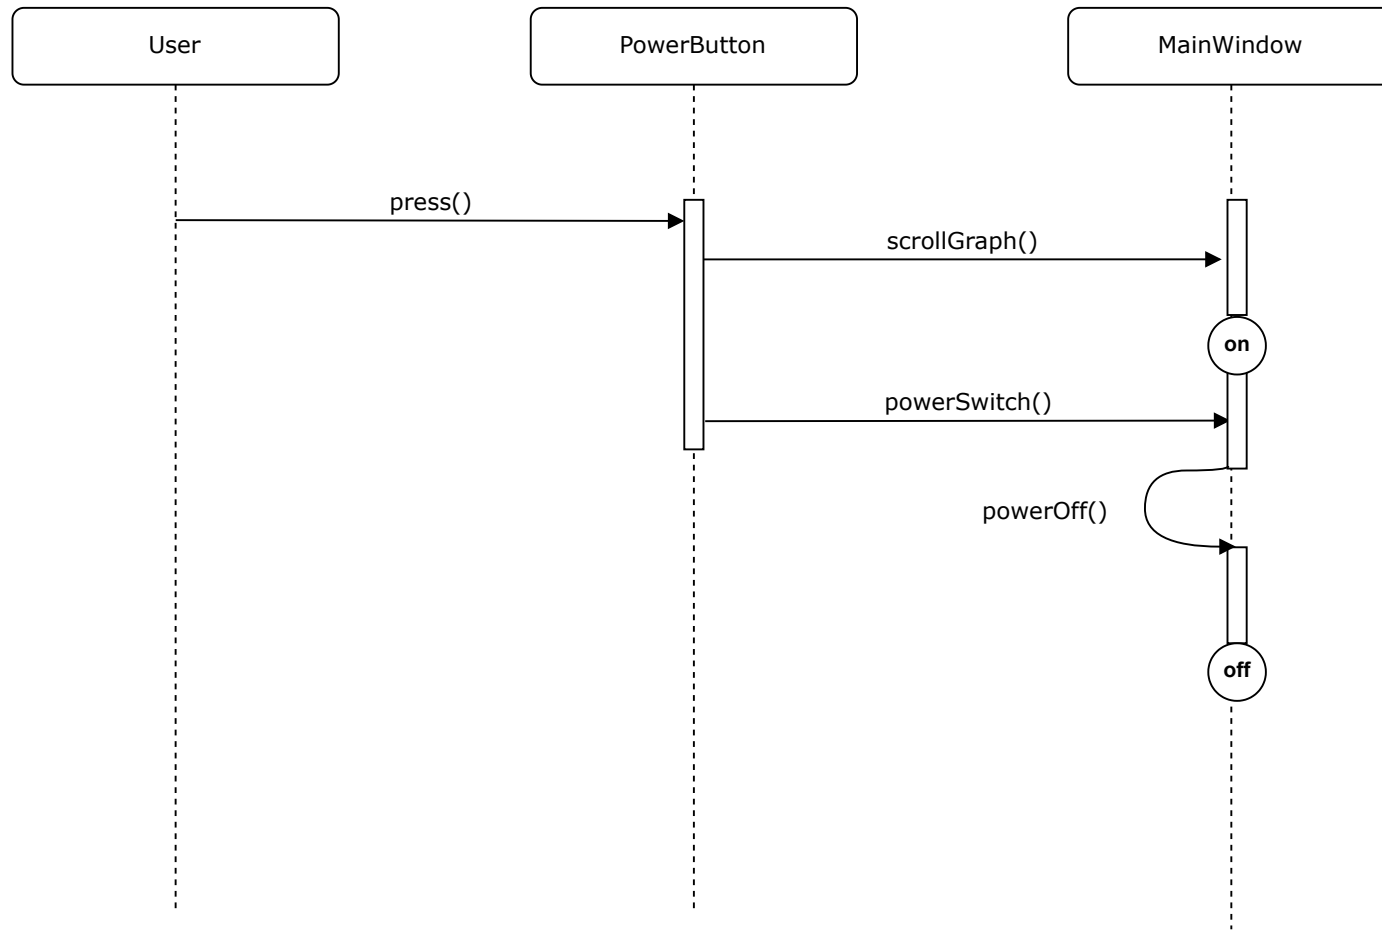 User
PowerButton
MainWindow
press()
scrollGraph()
on
powerSwitch()
powerOff()
off